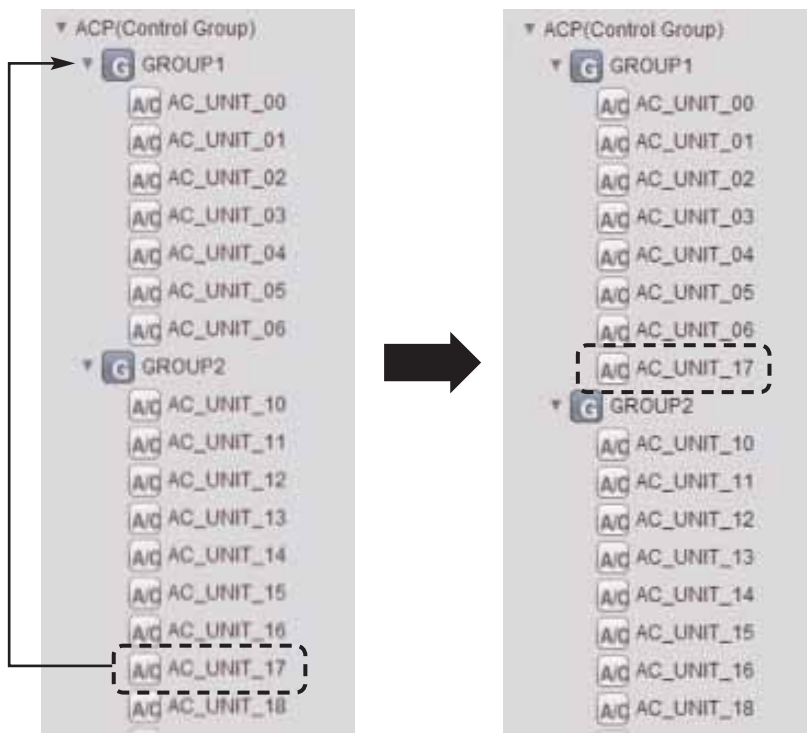 ACP(Control Group)
G GROUP1
A/C AC_UNIT_00
A/C AC_UNIT_01
A/C AC_UNIT_02
A/C AC_UNIT_03
A/C AC_UNIT_04
A/C AC_UNIT_05
A/C AC_UNIT_06
G GROUP2
A/C AC_UNIT_10
A/C AC_UNIT_11
A/C AC_UNIT_12
A/C AC_UNIT_13
A/C AC_UNIT_14
A/C AC_UNIT_15
A/C AC_UNIT_16
A/C AC_UNIT_17
A/C AC_UNIT_18
ACP(Control Group)
G GROUP1
A/C AC_UNIT_00
A/C AC_UNIT_01
A/C AC_UNIT_02
A/C AC_UNIT_03
A/C AC_UNIT_04
A/C AC_UNIT_05
A/C AC_UNIT_06
A/C AC_UNIT_17
G GROUP2
A/C AC_UNIT_10
A/C AC_UNIT_11
A/C AC_UNIT_12
A/C AC_UNIT_13
A/C AC_UNIT_14
A/C AC_UNIT_15
A/C AC_UNIT_16
A/C AC_UNIT_18